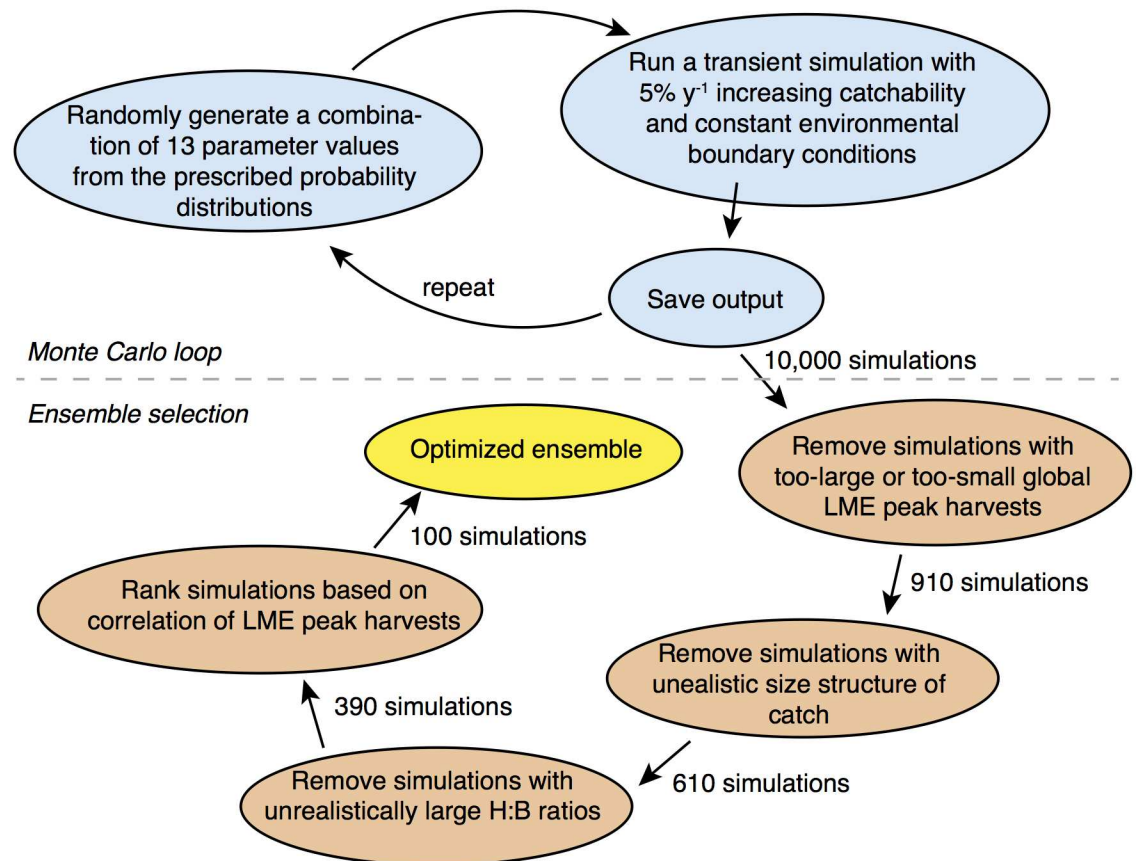 Randomly generate a combina-
tion of 13 parameter values
from the prescribed probability
distributions
Run a transient simulation with
5% y⁻¹ increasing catchability
and constant environmental
boundary conditions
Save output
repeat
Monte Carlo loop
10,000 simulations
Ensemble selection
Remove simulations with
too-large or too-small global
LME peak harvests
910 simulations
Remove simulations with
unealistic size structure of
catch
610 simulations
Remove simulations with
unrealistically large H:B ratios
390 simulations
Rank simulations based on
correlation of LME peak harvests
100 simulations
Optimized ensemble